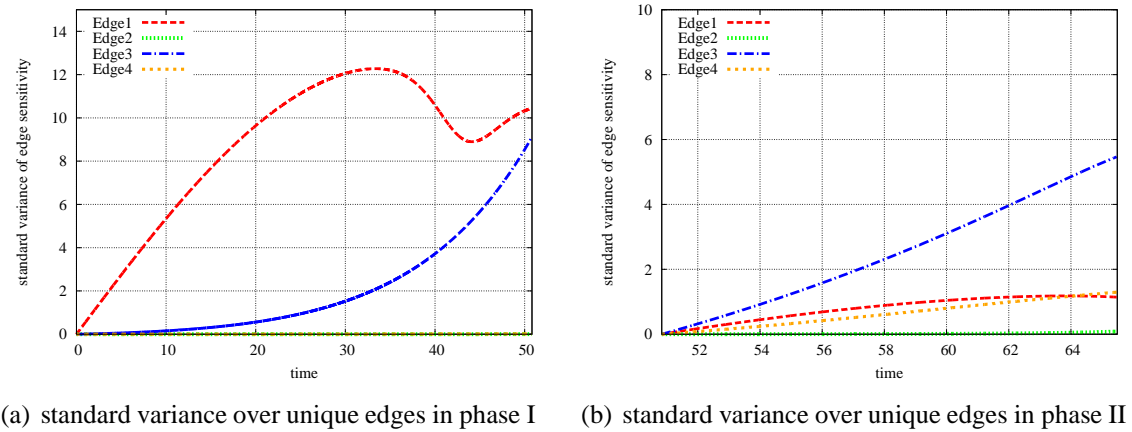 standard variance of edge sensitivity
14
12
10
8
6
4
2
0
Edge1
Edge2
Edge3
Edge4
0 10 20 30 40 50
time
(a) standard variance over unique edges in phase I
standard variance of edge sensitivity
10
8
6
4
2
0
Edge1
Edge2
Edge3
Edge4
52 54 56 58 60 62 64
time
(b) standard variance over unique edges in phase II